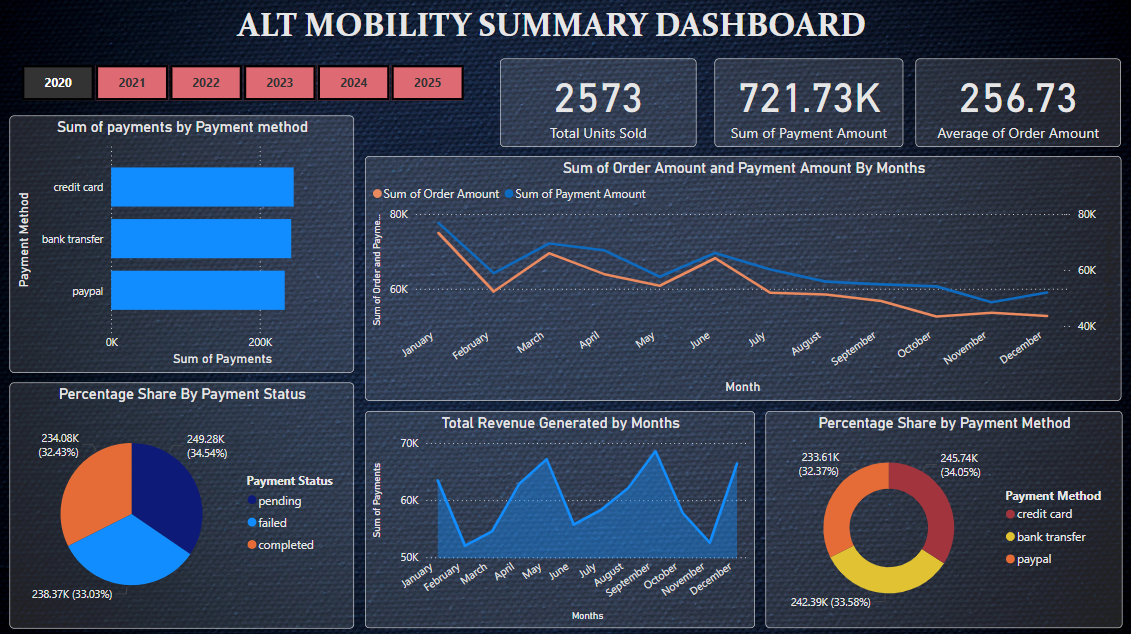 ALT MOBILITY SUMMARY DASHBOARD
2020 2021 2022 2023 2024 2025
2573
Total Units Sold
721.73K
Sum of Payment Amount
256.73
Average of Order Amount
Sum of payments by Payment method
Payment Method
credit card
bank transfer
paypal
0K 200K
Sum of Payments
Sum of Order Amount and Payment Amount By Months
Sum of Order Amount Sum of Payment Amount
Sum of Order and Payme...
80K
60K
80K
60K
40K
January February March April May June July August September October November December
Month
Percentage Share By Payment Status
234.08K
(32.43%)
249.28K
(34.54%)
238.37K (33.03%)
Payment Status
pending
failed
completed
Total Revenue Generated by Months
Sum of Payments
70K
60K
50K
January February March April May June July August September October November December
Months
Percentage Share by Payment Method
233.61K
(32.37%)
245.74K
(34.05%)
242.39K (33.58%)
Payment Method
credit card
bank transfer
paypal